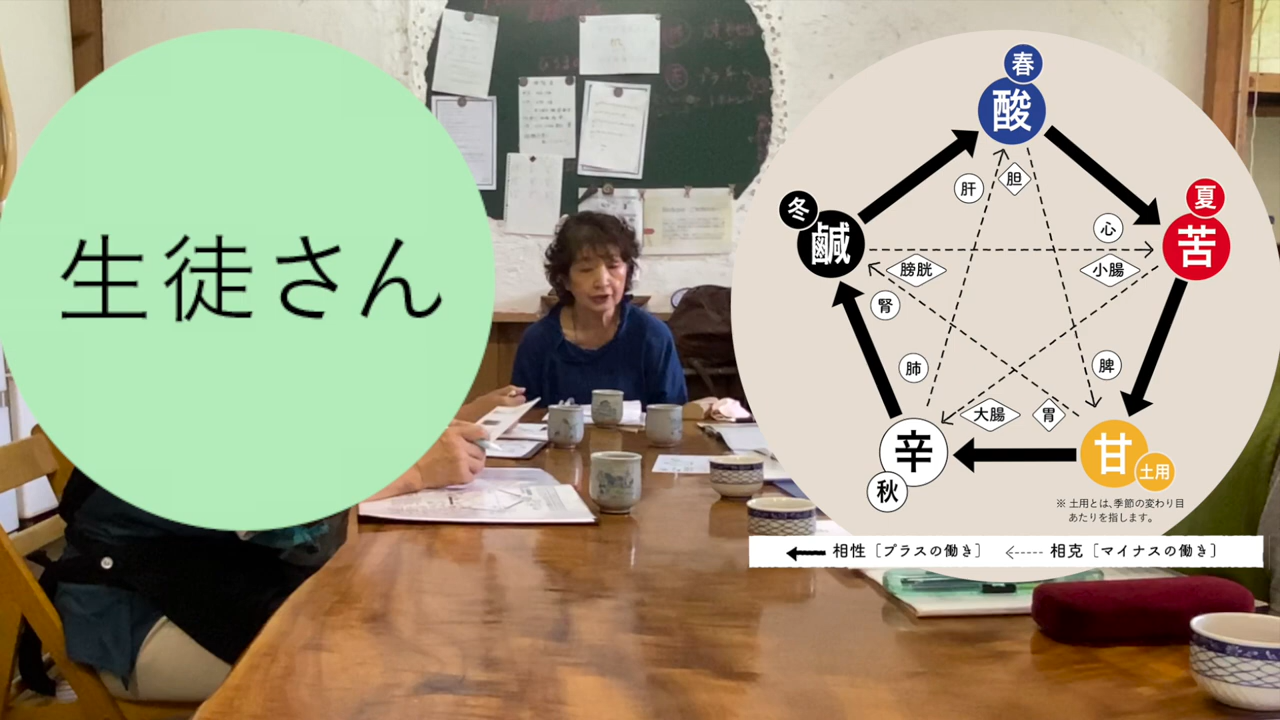 生徒さん
春
酸
肝
胆
冬
鹹
夏
苦
心
膀胱
小腸
腎
肺
脾
大腸
胃
辛
秋
甘
土用
※ 土用とは、季節の変わり目
あたりを指します。
相性［プラスの働き］
相克［マイナスの働き］